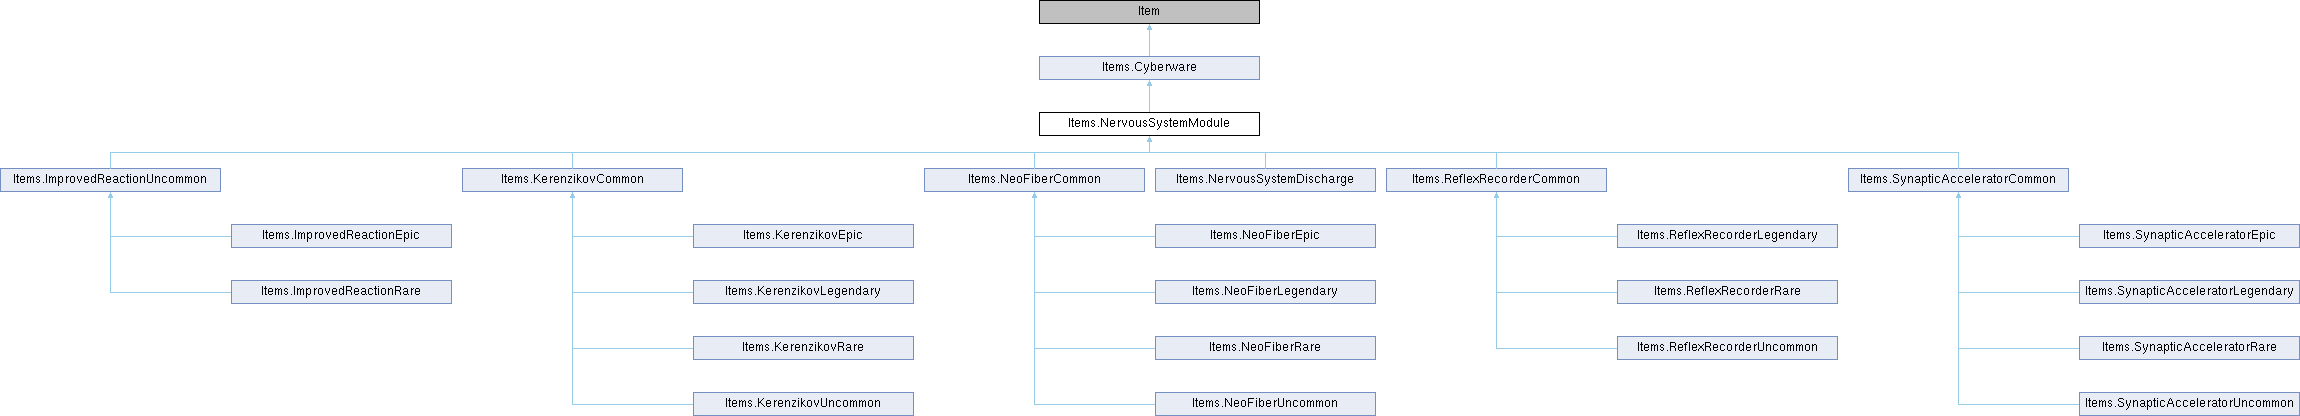 Item
Items.Cyberware
Items.NervousSystemModule
Items.ImprovedReactionUncommon
Items.KerenzikovCommon
Items.NeoFiberCommon
Items.NervousSystemDischarge
Items.ReflexRecorderCommon
Items.SynapticAcceleratorCommon
Items.ImprovedReactionEpic
Items.KerenzikovEpic
Items.NeoFiberEpic
Items.ReflexRecorderLegendary
Items.SynapticAcceleratorEpic
Items.ImprovedReactionRare
Items.KerenzikovLegendary
Items.NeoFiberLegendary
Items.ReflexRecorderRare
Items.SynapticAcceleratorLegendary
Items.KerenzikovRare
Items.NeoFiberRare
Items.ReflexRecorderUncommon
Items.SynapticAcceleratorRare
Items.KerenzikovUncommon
Items.NeoFiberUncommon
Items.SynapticAcceleratorUncommon